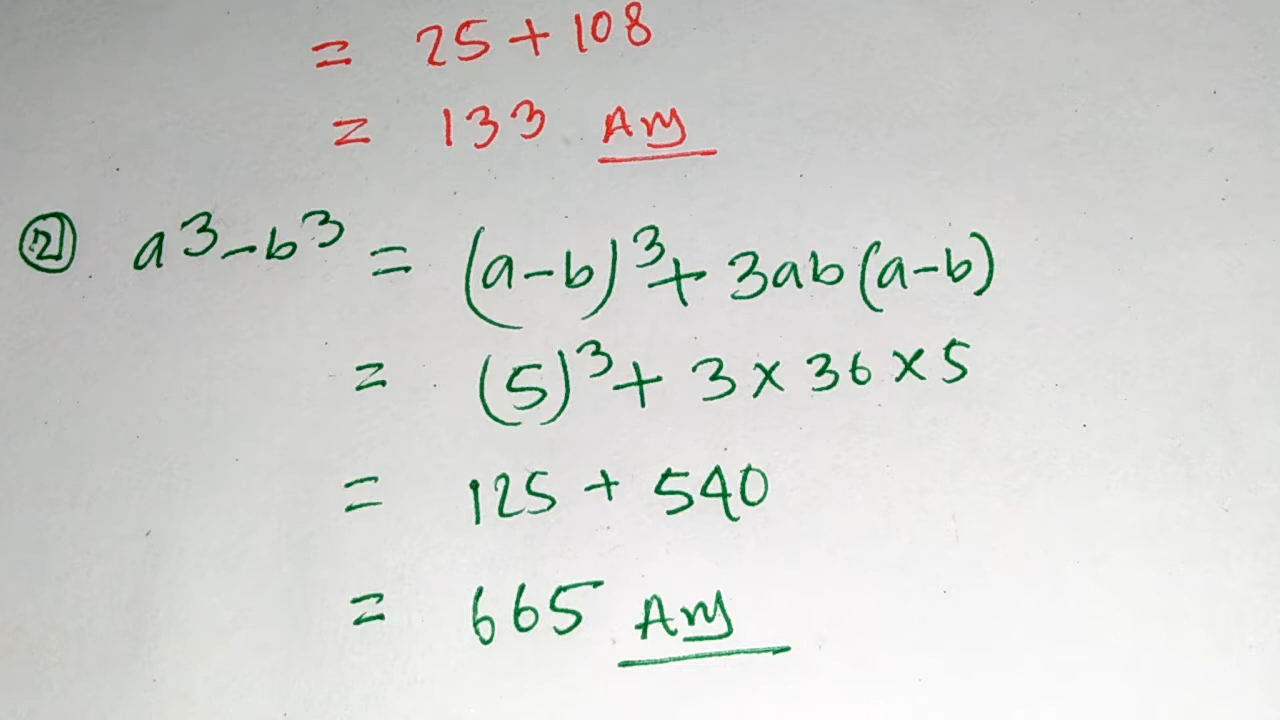 = 25 + 108
= 133 Ans
② a³-b³ = (a-b)³ + 3ab(a-b)
= (5)³ + 3 × 36 × 5
= 125 + 540
= 665 Ans